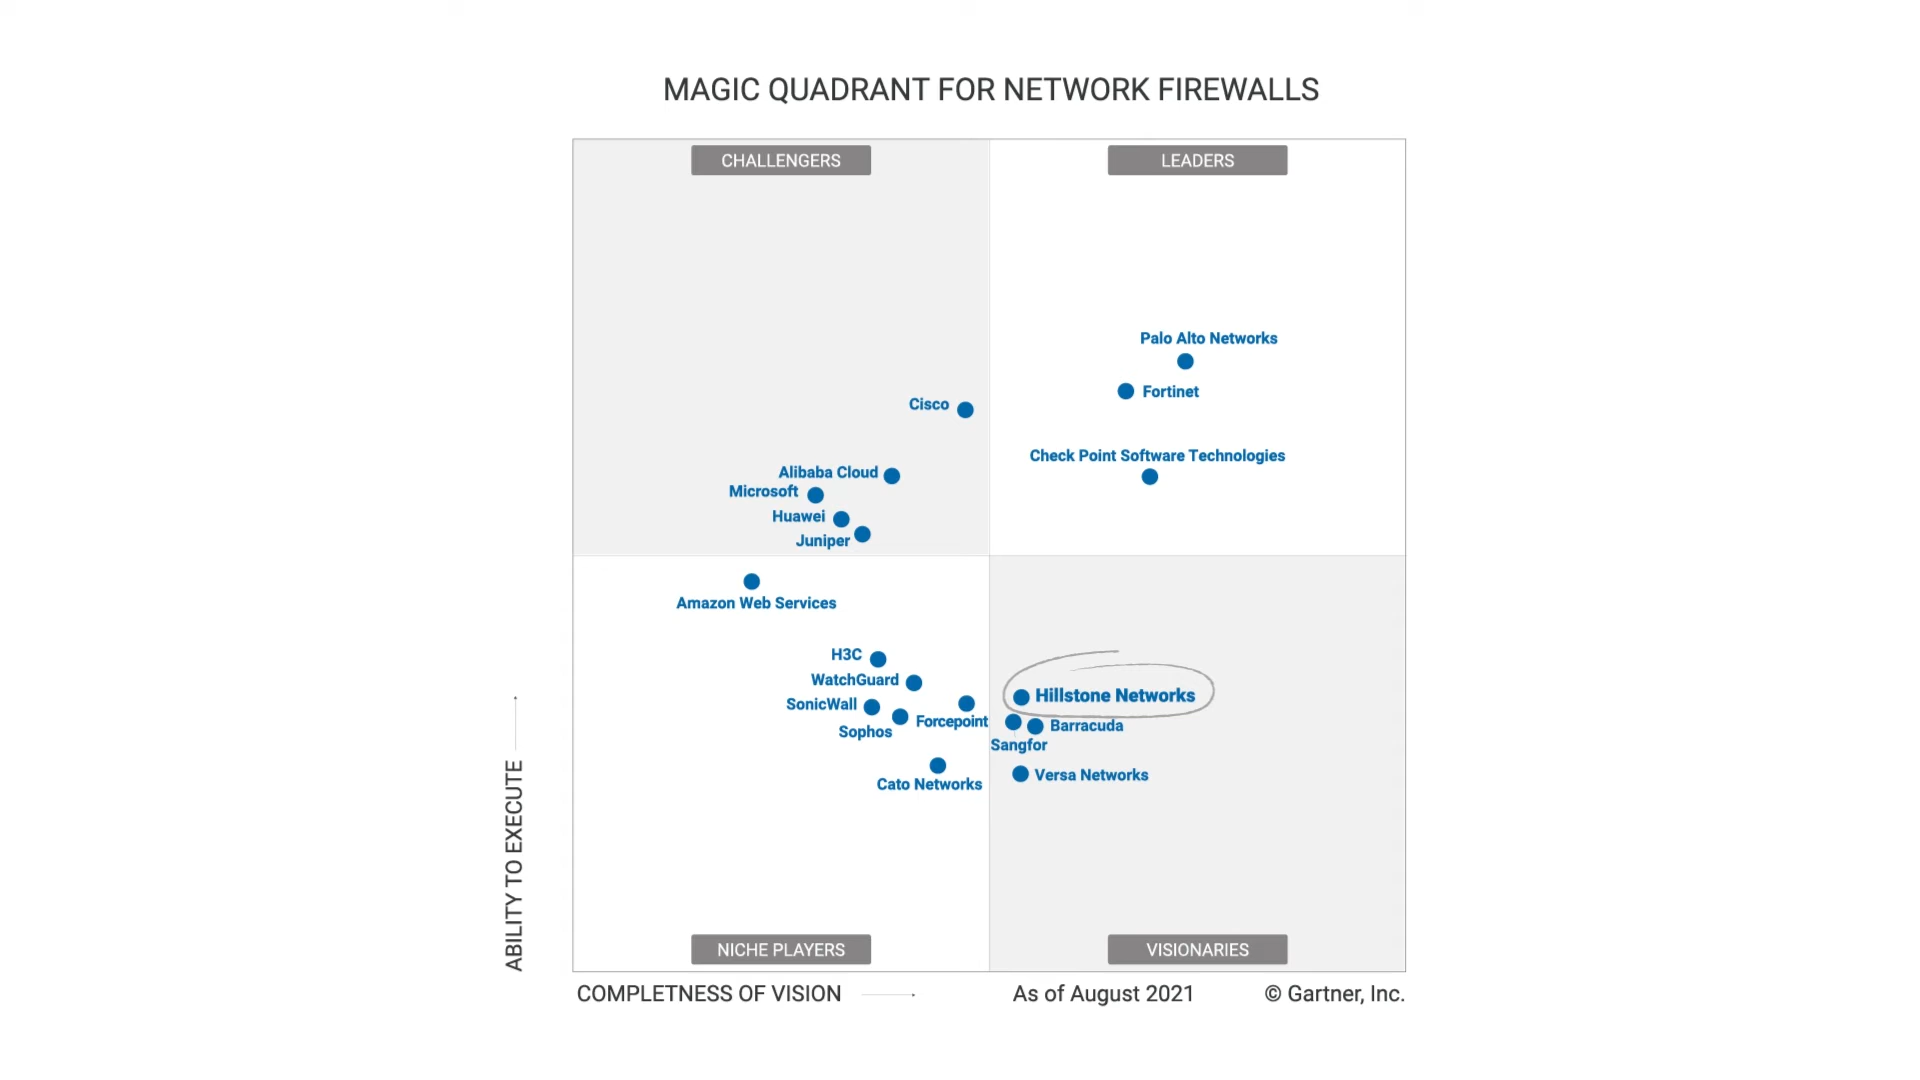 MAGIC QUADRANT FOR NETWORK FIREWALLS
CHALLENGERS
LEADERS
Palo Alto Networks
Fortinet
Cisco
Check Point Software Technologies
Alibaba Cloud
Microsoft
Huawei
Juniper
Amazon Web Services
H3C
WatchGuard
SonicWall
Sophos
Forcepoint
Cato Networks
Hillstone Networks
Barracuda
Sangfor
Versa Networks
NICHE PLAYERS
VISIONARIES
ABILITY TO EXECUTE
COMPLETNESS OF VISION
As of August 2021
© Gartner, Inc.